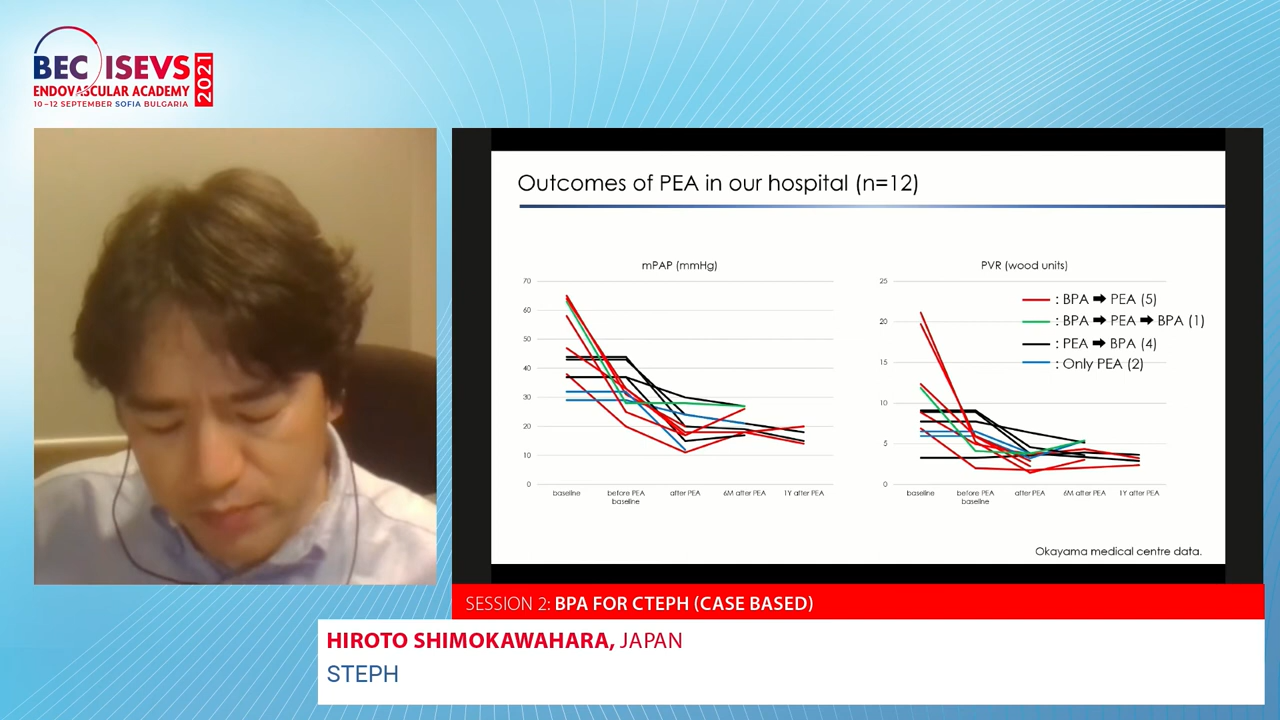 BEC ISEVS 2021
ENDOVASCULAR ACADEMY
10-12 SEPTEMBER SOFIA BULGARIA
Outcomes of PEA in our hospital (n=12)
mPAP (mmHg)
70
60
50
40
30
20
10
0
baseline
before PEA
baseline
after PEA
6M after PEA
1Y after PEA
PVR (wood units)
25
20
15
10
5
0
: BPA ➡ PEA (5)
: BPA ➡ PEA ➡ BPA (1)
: PEA ➡ BPA (4)
: Only PEA (2)
baseline
before PEA
baseline
after PEA
6M after PEA
1Y after PEA
Okayama medical centre data.
SESSION 2: BPA FOR CTEPH (CASE BASED)
HIROTO SHIMOKAWAHARA, JAPAN
STEPH